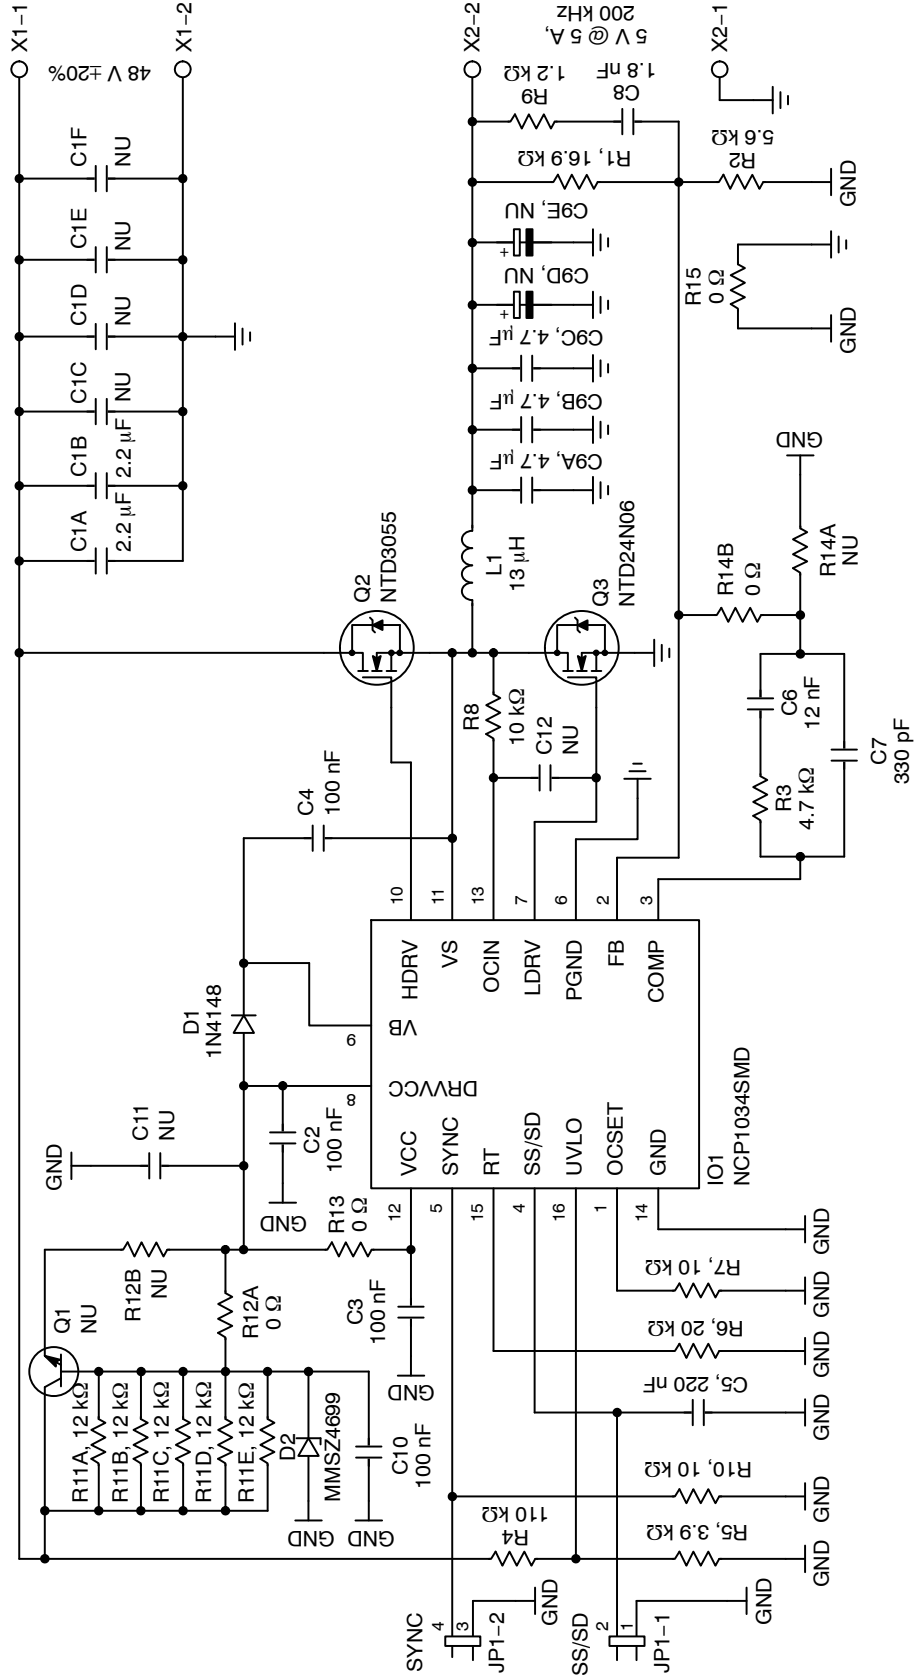 X1-1
48 V ±20%
X1-2
C1A
2.2 µF
C1B
2.2 µF
C1C
NU
C1D
NU
C1E
NU
C1F
NU
Q2
NTD3055
Q3
NTD24N06
L1
13 µH
C9A, 4.7 µF
C9B, 4.7 µF
C9C, 4.7 µF
C9D, NU
+
C9E, NU
+
R1, 16.9 kΩ
R9
1.2 kΩ
C8
1.8 nF
X2-2
5 V @ 5 A,
200 kHz
X2-1
R2
5.6 kΩ
GND
R15
0 Ω
GND
R14B
0 Ω
R14A
NU
GND
C6
12 nF
R3
4.7 kΩ
C7
330 pF
R8
10 kΩ
C12
NU
C4
100 nF
D1
1N4148
C11
NU
GND
C2
100 nF
GND
R13
0 Ω
C3
100 nF
GND
R12B
NU
R12A
0 Ω
Q1
NU
R11A, 12 kΩ
R11B, 12 kΩ
R11C, 12 kΩ
R11D, 12 kΩ
R11E, 12 kΩ
D2
MMSZ4699
GND
C10
100 nF
GND
9
VB
8
DRVVCC
10
HDRV
11
VS
13
OCIN
7
LDRV
6
PGND
2
FB
3
COMP
12
VCC
5
SYNC
15
RT
4
SS/SD
16
UVLO
1
OCSET
14
GND
IO1
NCP1034SMD
GND
R7, 10 kΩ
GND
R6, 20 kΩ
GND
C5, 220 nF
GND
R10, 10 kΩ
GND
R4
110 kΩ
R5, 3.9 kΩ
GND
SYNC
4
3
JP1-2
GND
SS/SD
2
1
JP1-1
GND